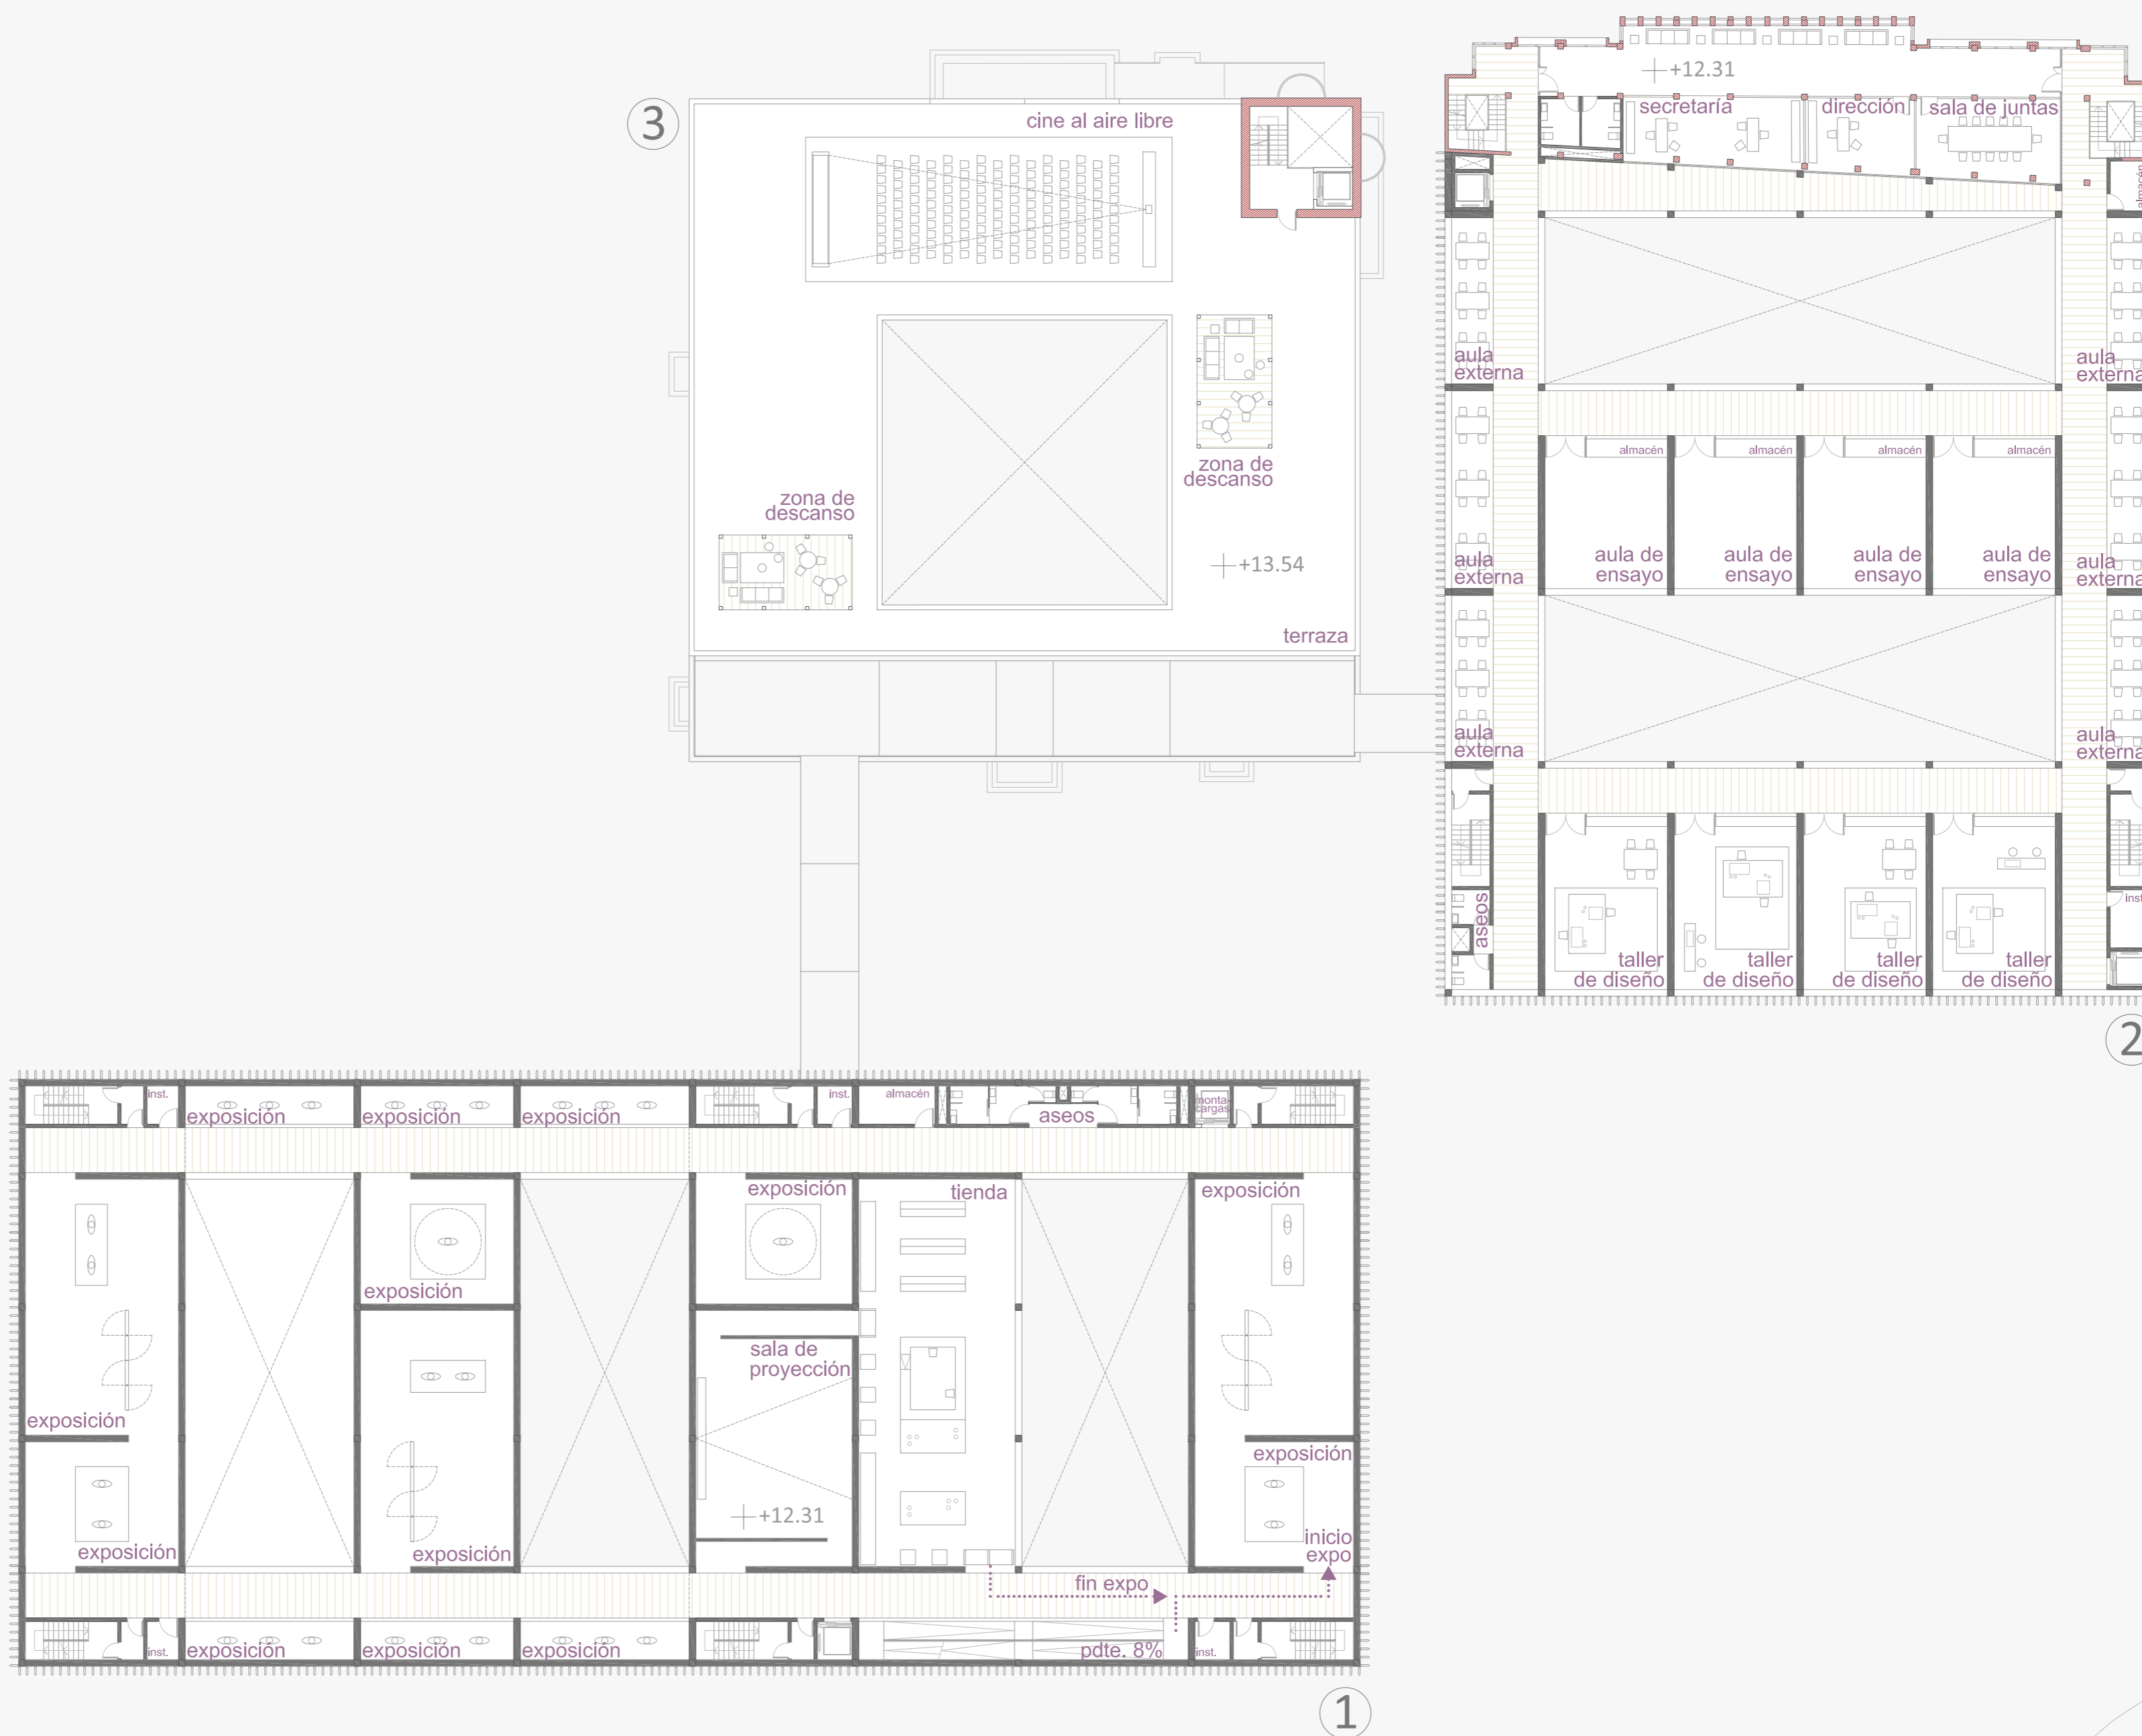 3
cine al aire libre
zona de
descanso
zona de
descanso
+13.54
terraza
+12.31
secretaría
dirección
sala de juntas
almacén
aula
externa
aula
externa
almacén
almacén
almacén
almacén
aula
externa
aula de
ensayo
aula de
ensayo
aula de
ensayo
aula de
ensayo
aula
externa
aula
externa
aula
externa
aseos
inst
taller
de diseño
taller
de diseño
taller
de diseño
taller
de diseño
2
inst.
exposición
exposición
exposición
inst.
almacén
aseos
monta-
cargas
exposición
tienda
exposición
exposición
sala de
proyección
exposición
exposición
+12.31
exposición
exposición
inicio
expo
fin expo
inst.
exposición
exposición
exposición
pdte. 8%
inst.
1